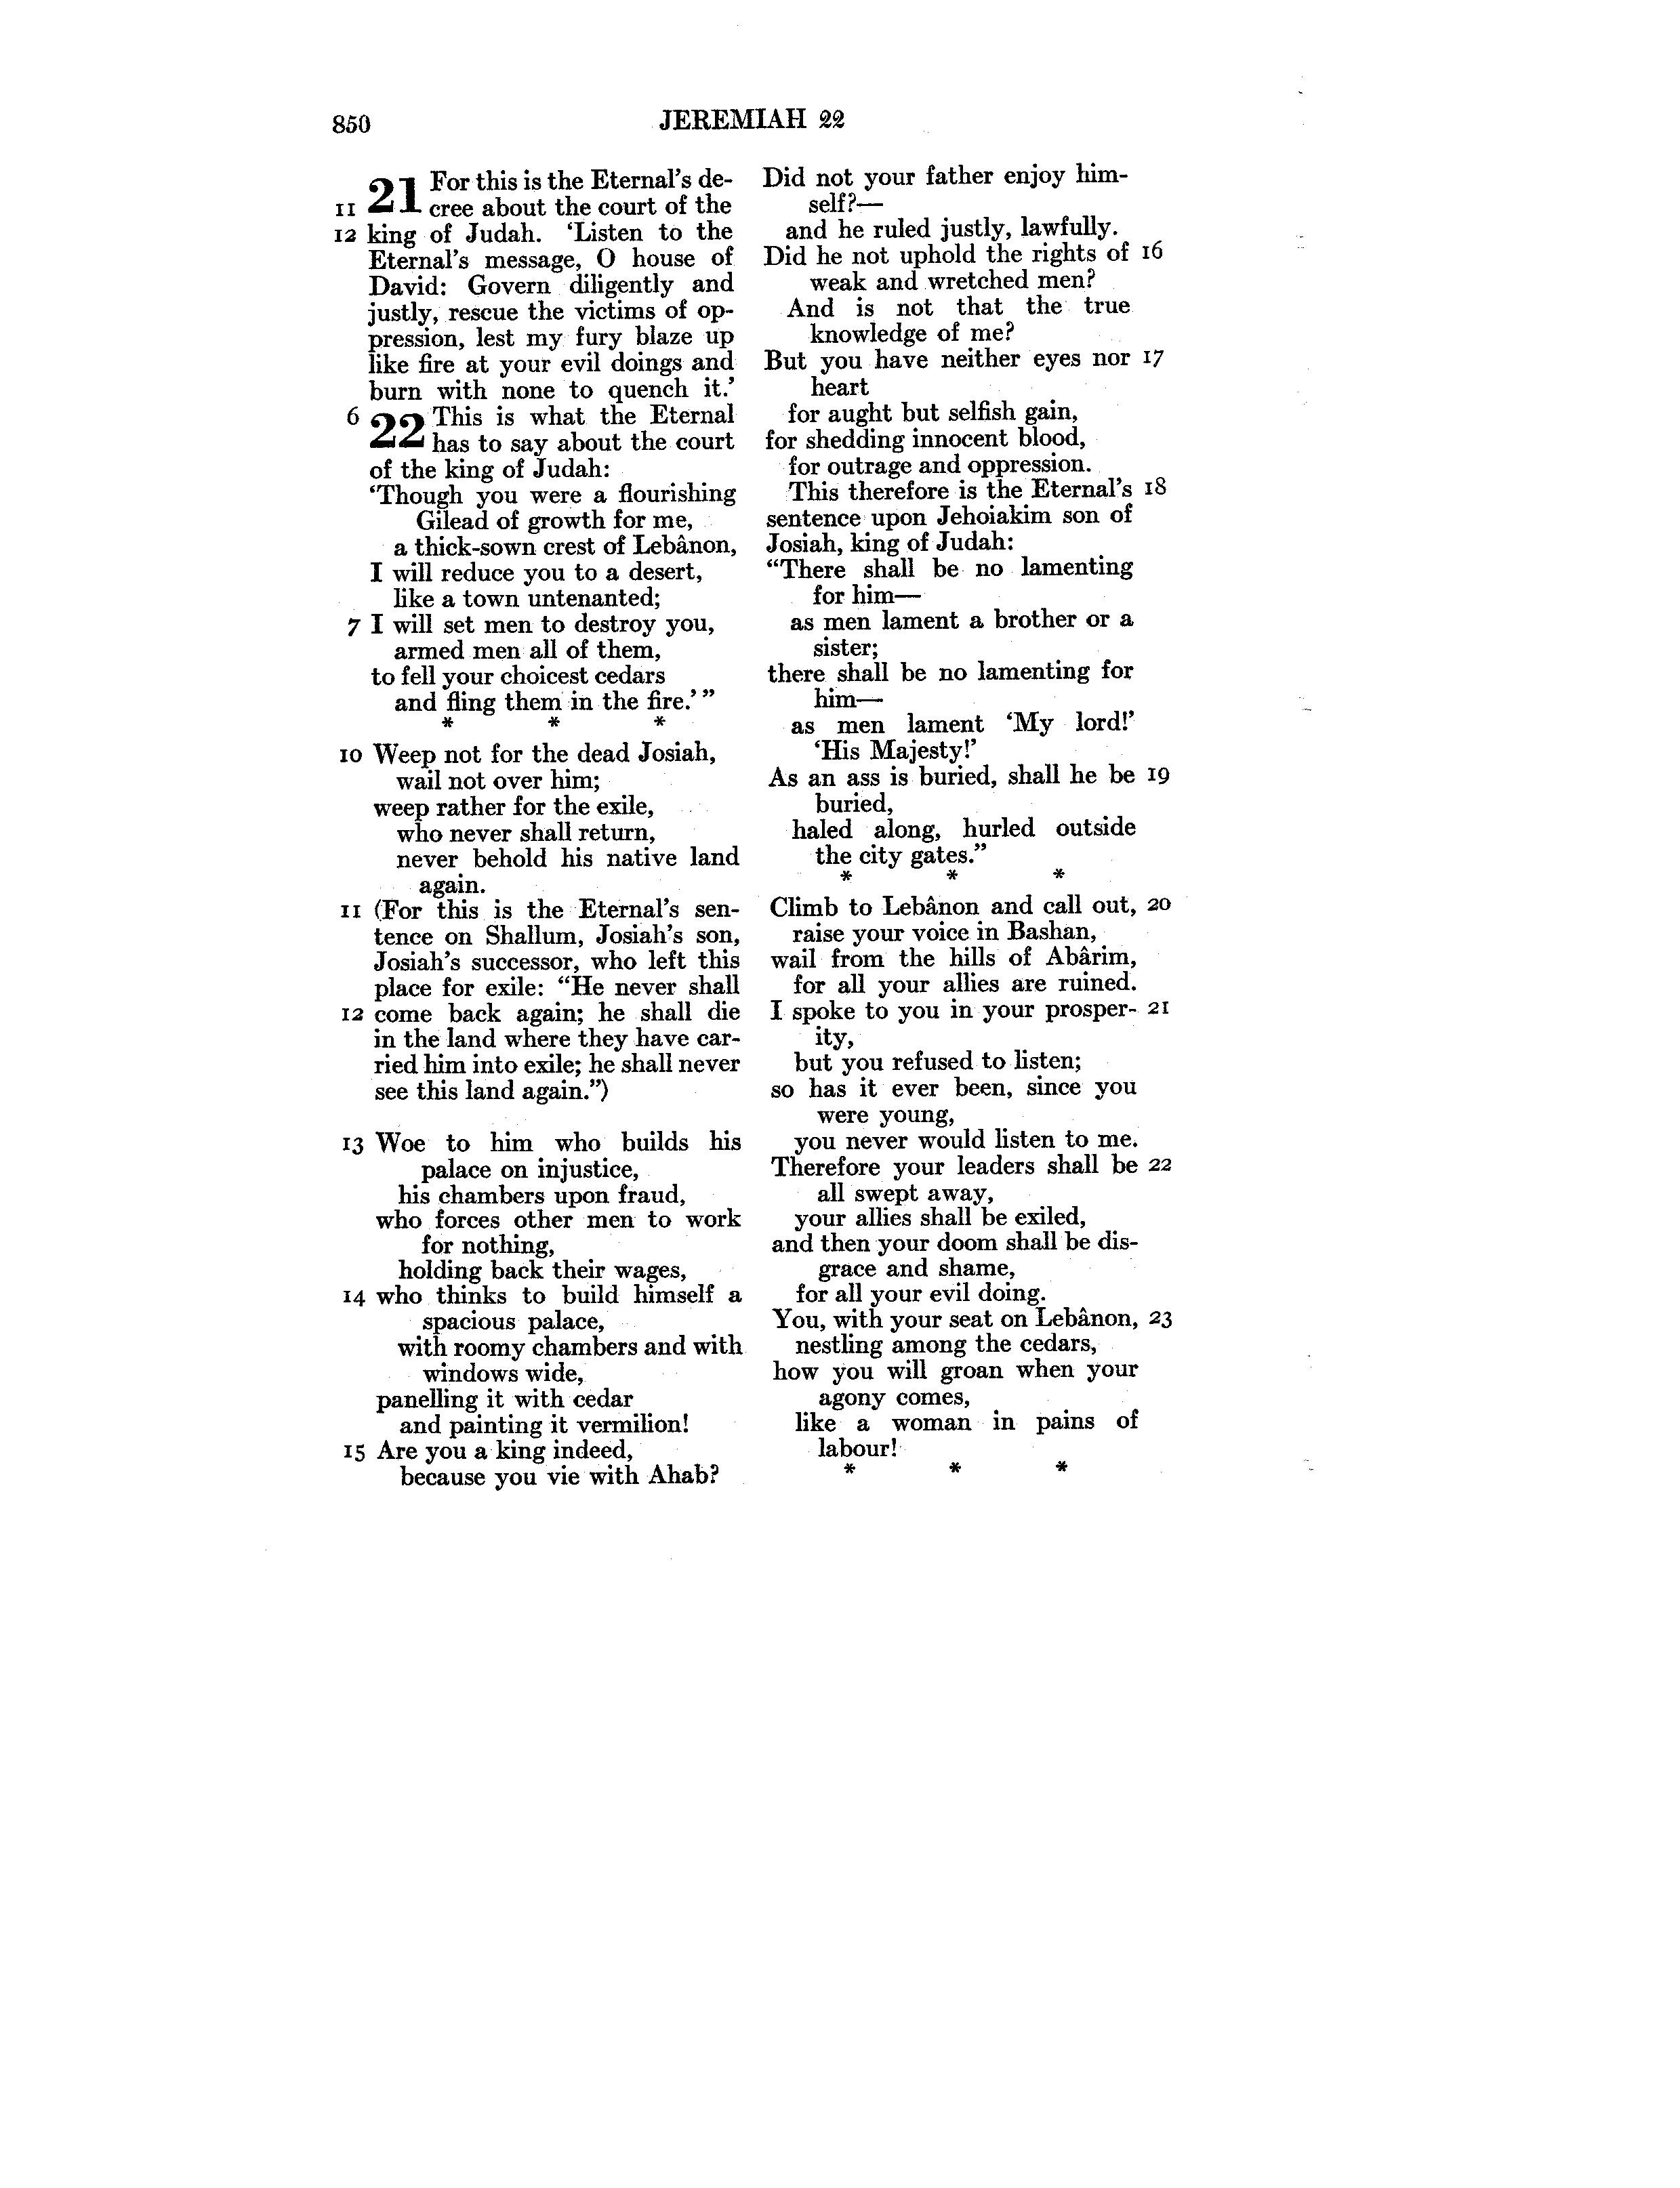 850
JEREMIAH 22
21 For this is the Eternal's de-
11 cree about the court of the
12 king of Judah. ‘Listen to the
Eternal's message, O house of
David: Govern diligently and
justly, rescue the victims of op-
pression, lest my fury blaze up
like fire at your evil doings and
burn with none to quench it.’
6 22 This is what the Eternal
has to say about the court
of the king of Judah:
‘Though you were a flourishing
Gilead of growth for me,
a thick-sown crest of Lebânon,
I will reduce you to a desert,
like a town untenanted;
7 I will set men to destroy you,
armed men all of them,
to fell your choicest cedars
and fling them in the fire.’”
* * *
10 Weep not for the dead Josiah,
wail not over him;
weep rather for the exile,
who never shall return,
never behold his native land
again.
11 (For this is the Eternal's sen-
tence on Shallum, Josiah's son,
Josiah's successor, who left this
place for exile: “He never shall
12 come back again; he shall die
in the land where they have car-
ried him into exile; he shall never
see this land again.”)
13 Woe to him who builds his
palace on injustice,
his chambers upon fraud,
who forces other men to work
for nothing,
holding back their wages,
14 who thinks to build himself a
spacious palace,
with roomy chambers and with
windows wide,
panelling it with cedar
and painting it vermilion!
15 Are you a king indeed,
because you vie with Ahab?
Did not your father enjoy him-
self?—
and he ruled justly, lawfully.
Did he not uphold the rights of 16
weak and wretched men?
And is not that the true
knowledge of me?
But you have neither eyes nor 17
heart
for aught but selfish gain,
for shedding innocent blood,
for outrage and oppression.
This therefore is the Eternal's 18
sentence upon Jehoiakim son of
Josiah, king of Judah:
“There shall be no lamenting
for him—
as men lament a brother or a
sister;
there shall be no lamenting for
him—
as men lament ‘My lord!’
‘His Majesty!’
As an ass is buried, shall he be 19
buried,
haled along, hurled outside
the city gates.”
* * *
Climb to Lebânon and call out, 20
raise your voice in Bashan,
wail from the hills of Abârim,
for all your allies are ruined.
I spoke to you in your prosper- 21
ity,
but you refused to listen;
so has it ever been, since you
were young,
you never would listen to me.
Therefore your leaders shall be 22
all swept away,
your allies shall be exiled,
and then your doom shall be dis-
grace and shame,
for all your evil doing.
You, with your seat on Lebânon, 23
nestling among the cedars,
how you will groan when your
agony comes,
like a woman in pains of
labour!
* * *